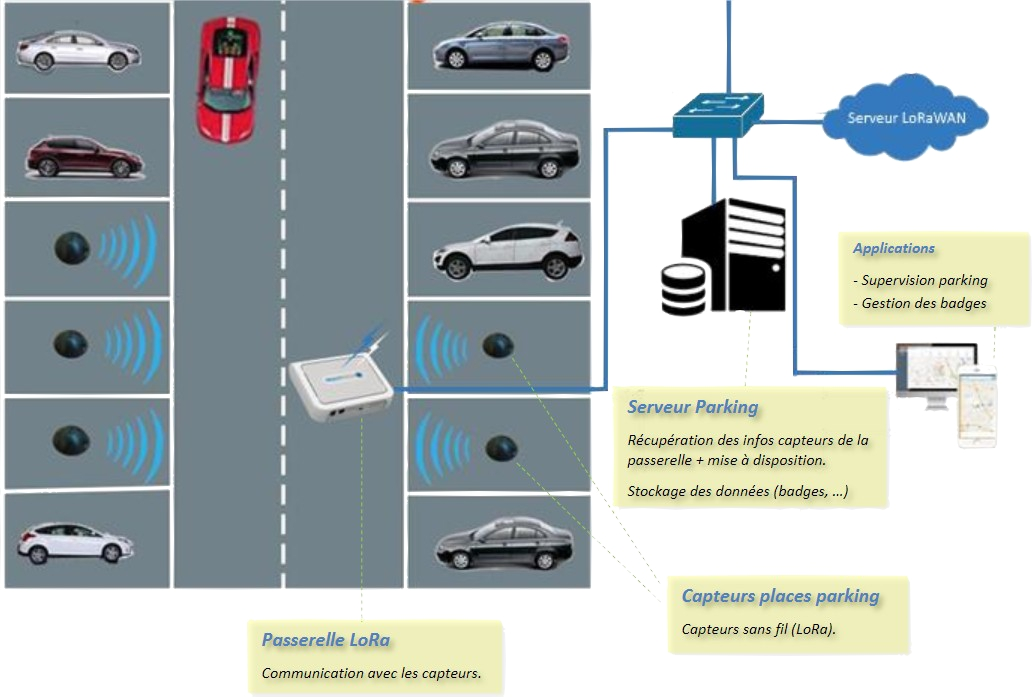 Serveur LoRaWAN
Applications
- Supervision parking
- Gestion des badges
Serveur Parking
Récupération des infos capteurs de la
passerelle + mise à disposition.
Stockage des données (badges, ...)
Capteurs places parking
Capteurs sans fil (LoRa).
Passerelle LoRa
Communication avec les capteurs.